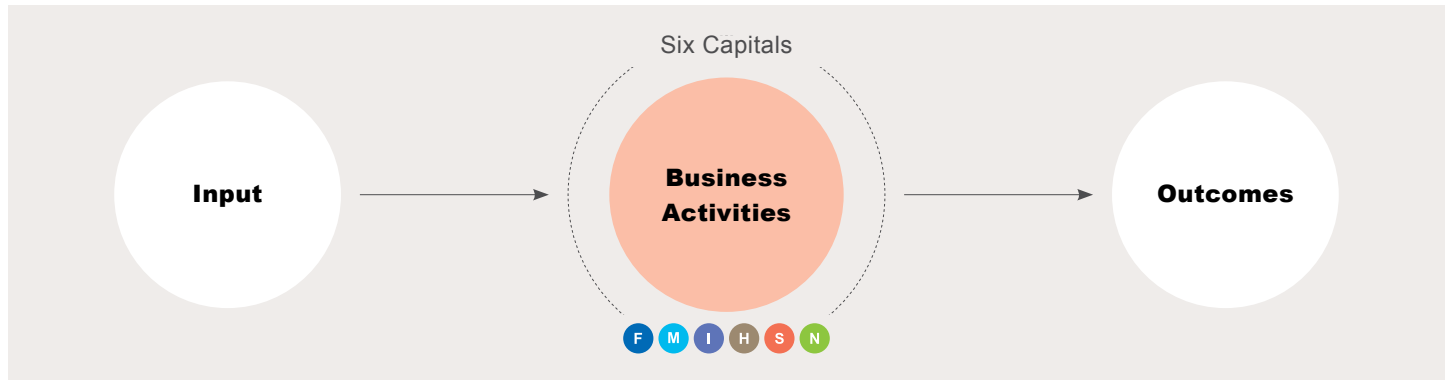 Six Capitals
Input
Business
Activities
Outcomes
F M I H S N